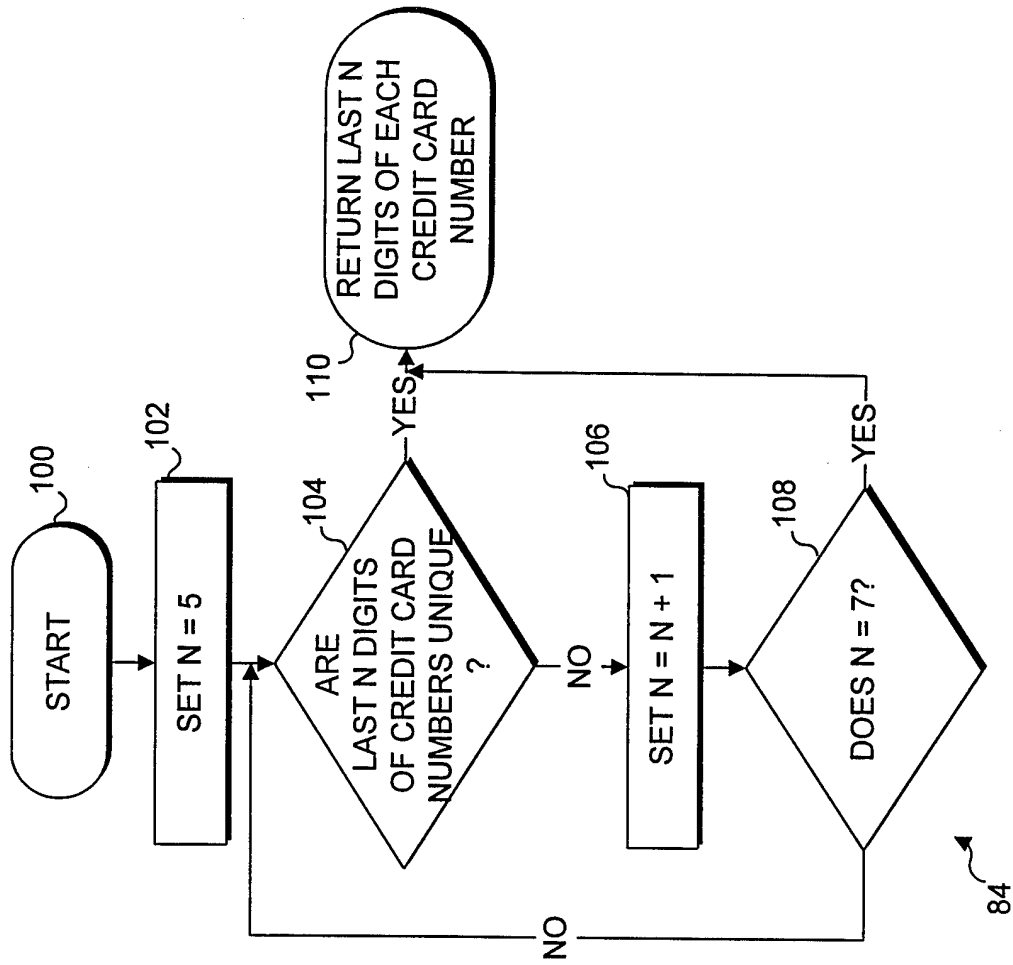 START
100
SET N = 5
102
ARE
LAST N DIGITS
OF CREDIT CARD
NUMBERS UNIQUE
?
104
YES
RETURN LAST N
DIGITS OF EACH
CREDIT CARD
NUMBER
110
NO
SET N = N + 1
106
DOES N = 7?
108
YES
NO
84